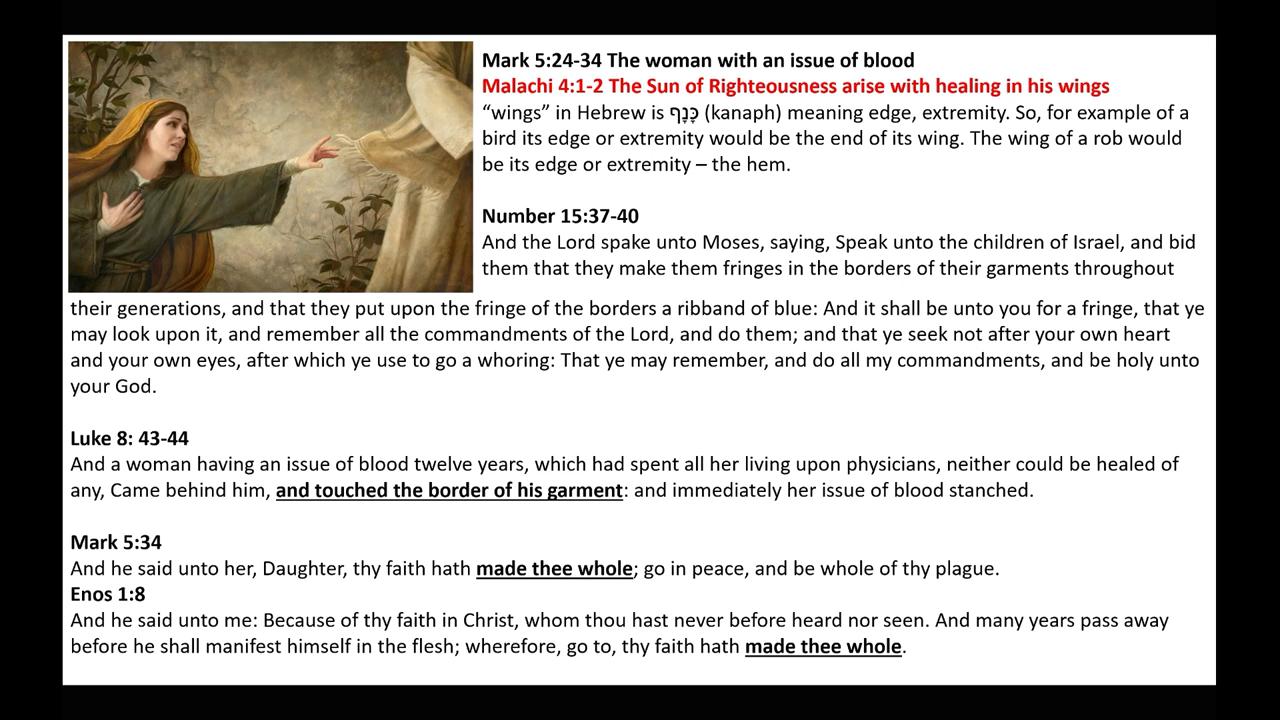 Mark 5:24-34 The woman with an issue of blood
Malachi 4:1-2 The Sun of Righteousness arise with healing in his wings
“wings” in Hebrew is כָּנָף (kanaph) meaning edge, extremity. So, for example of a
bird its edge or extremity would be the end of its wing. The wing of a rob would
be its edge or extremity – the hem.
Number 15:37-40
And the Lord spake unto Moses, saying, Speak unto the children of Israel, and bid
them that they make them fringes in the borders of their garments throughout
their generations, and that they put upon the fringe of the borders a ribband of blue: And it shall be unto you for a fringe, that ye
may look upon it, and remember all the commandments of the Lord, and do them; and that ye seek not after your own heart
and your own eyes, after which ye use to go a whoring: That ye may remember, and do all my commandments, and be holy unto
your God.
Luke 8: 43-44
And a woman having an issue of blood twelve years, which had spent all her living upon physicians, neither could be healed of
any, Came behind him, and touched the border of his garment: and immediately her issue of blood stanched.
Mark 5:34
And he said unto her, Daughter, thy faith hath made thee whole; go in peace, and be whole of thy plague.
Enos 1:8
And he said unto me: Because of thy faith in Christ, whom thou hast never before heard nor seen. And many years pass away
before he shall manifest himself in the flesh; wherefore, go to, thy faith hath made thee whole.